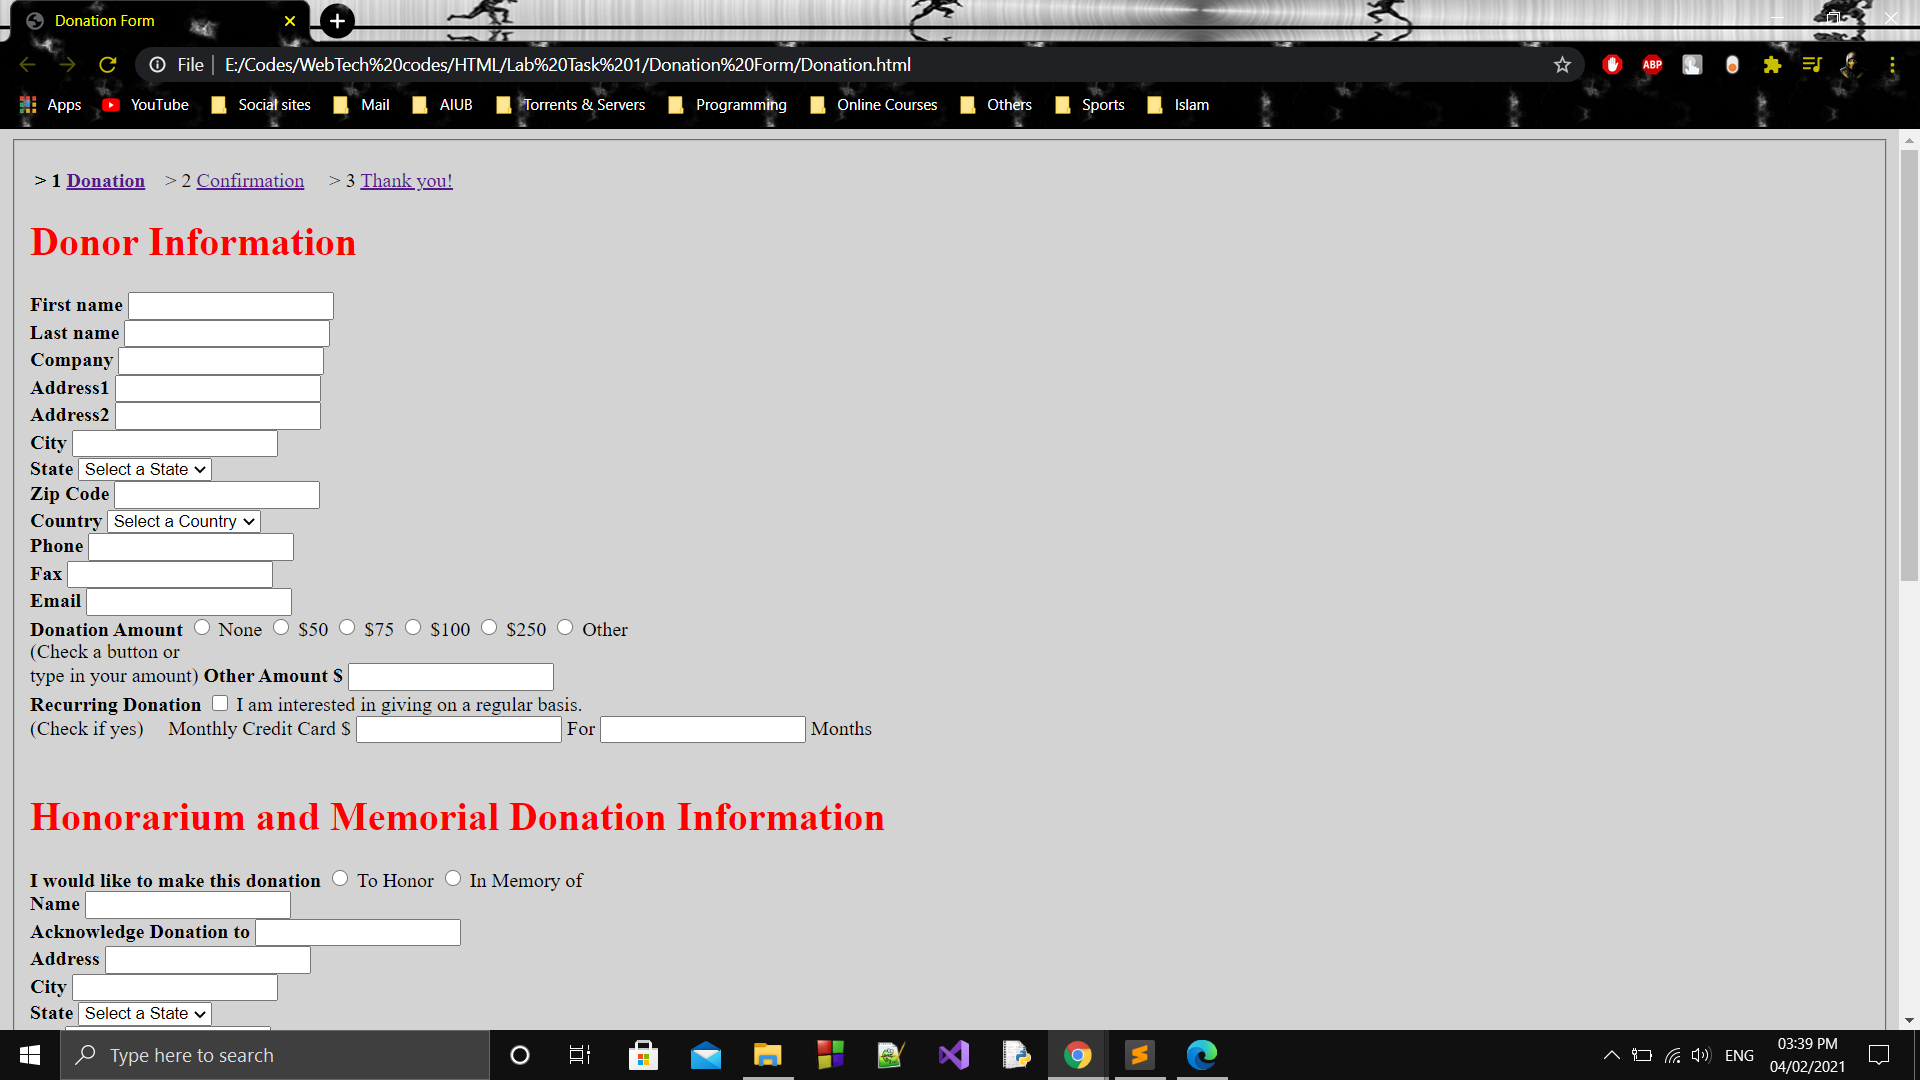 Donation Form
File | E:/Codes/WebTech%20codes/HTML/Lab%20Task%201/Donation%20Form/Donation.html
ABP
Apps YouTube Social sites Mail AIUB Torrents & Servers Programming Online Courses Others Sports Islam
> 1 Donation > 2 Confirmation > 3 Thank you!
Donor Information
First name
Last name
Company
Address1
Address2
City
State Select a State
Zip Code
Country Select a Country
Phone
Fax
Email
Donation Amount None $50 $75 $100 $250 Other
(Check a button or
type in your amount) Other Amount $
Recurring Donation I am interested in giving on a regular basis.
(Check if yes) Monthly Credit Card $ For Months
Honorarium and Memorial Donation Information
I would like to make this donation To Honor In Memory of
Name
Acknowledge Donation to
Address
City
State Select a State
Type here to search
ENG
03:39 PM
04/02/2021